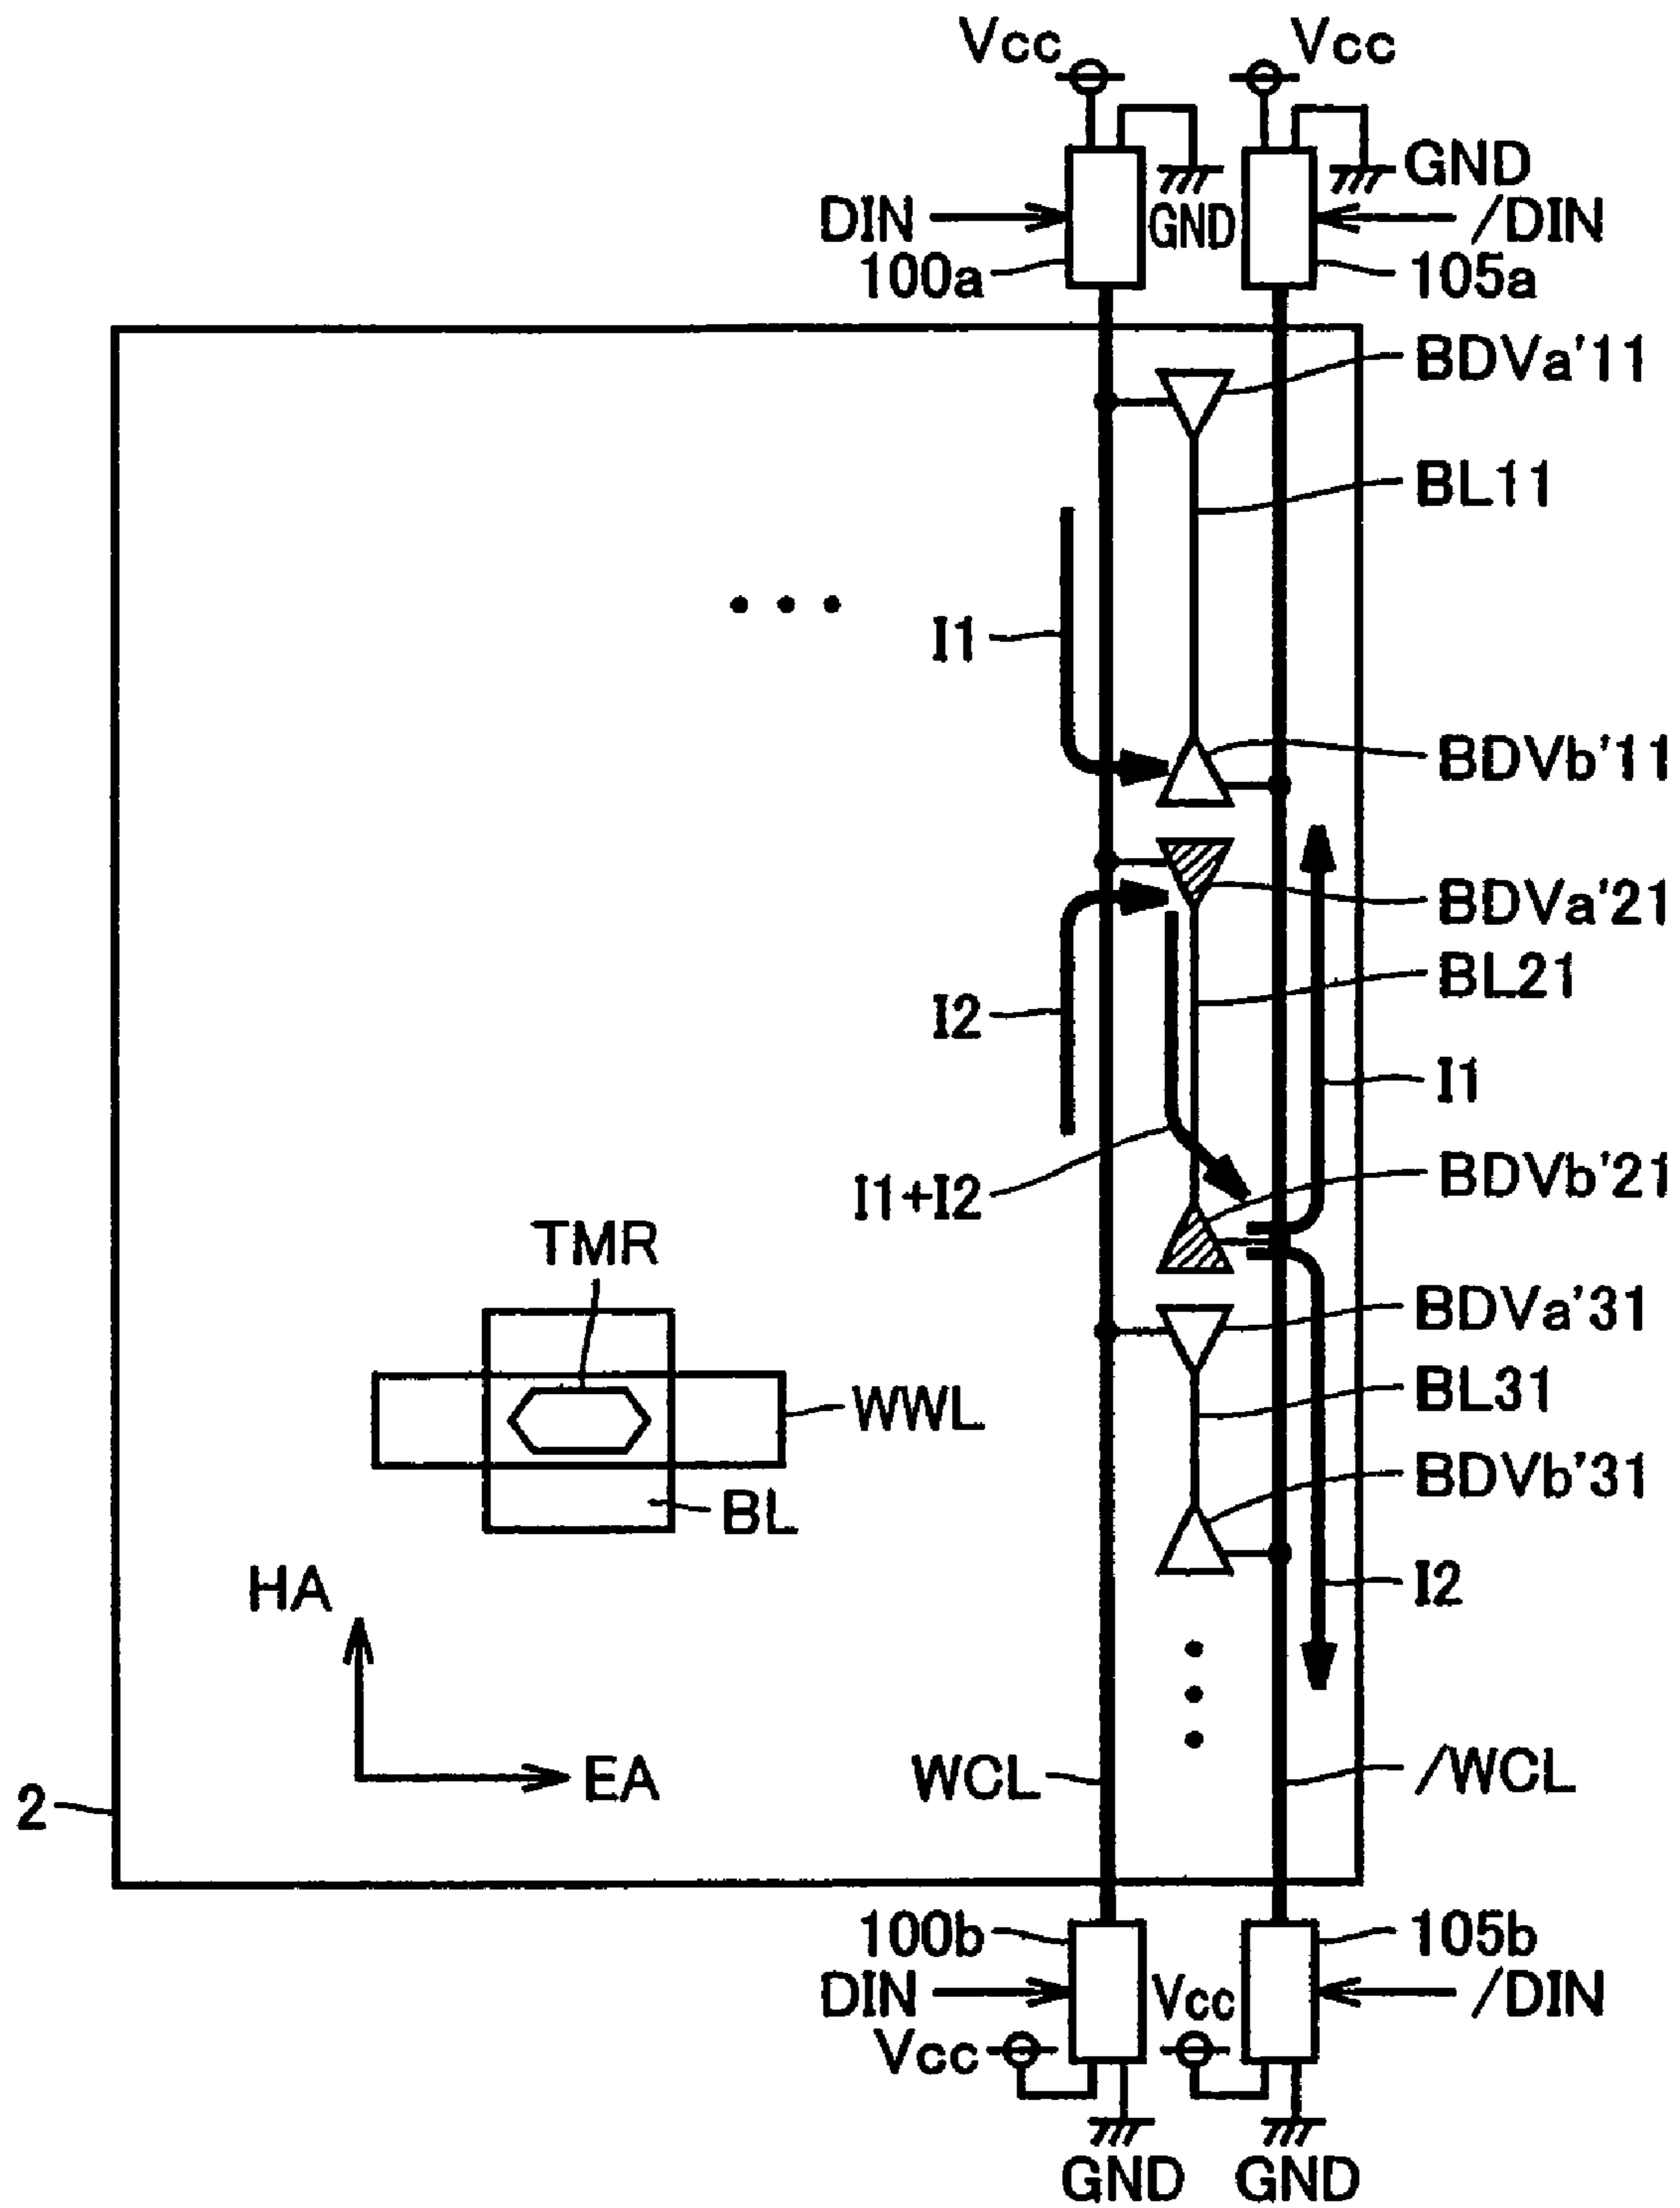 Vcc Vcc
GND
DIN GND /DIN
100a 105a
BDVa'11
BL11
I1
BDVb'11
BDVa'21
BL21
I2
I1
BDVb'21
I1+I2
TMR
BDVa'31
BL31
WWL
BDVb'31
BL
HA
I2
WCL /WCL
EA
2
100b 105b
DIN Vcc /DIN
Vcc
GND GND